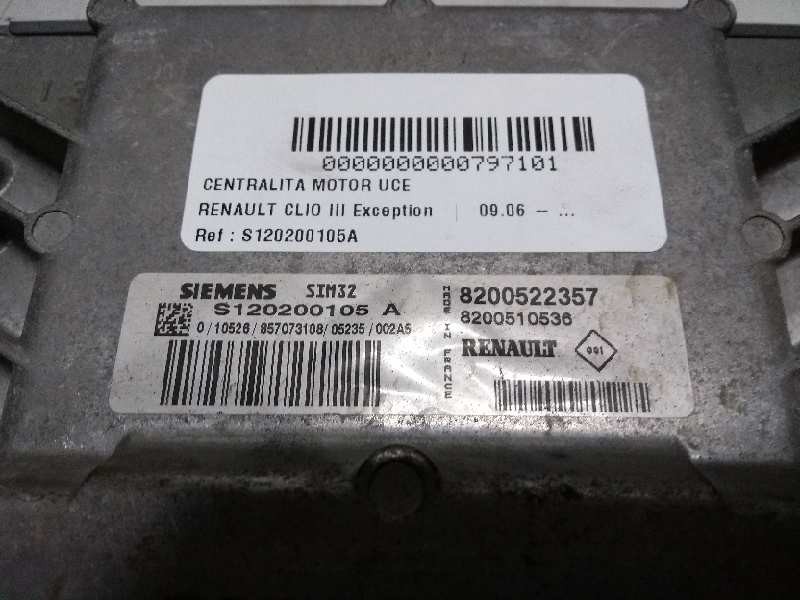 0000000000797101
CENTRALITA MOTOR UCE
RENAULT CLIO III Exception | 09.06 – ...
Ref : S120200105A
SIEMENS SIM32
S120200105 A
0/10526/957073108/05235/002A5
MADE IN FRANCE
8200522357
8200510536
RENAULT 001